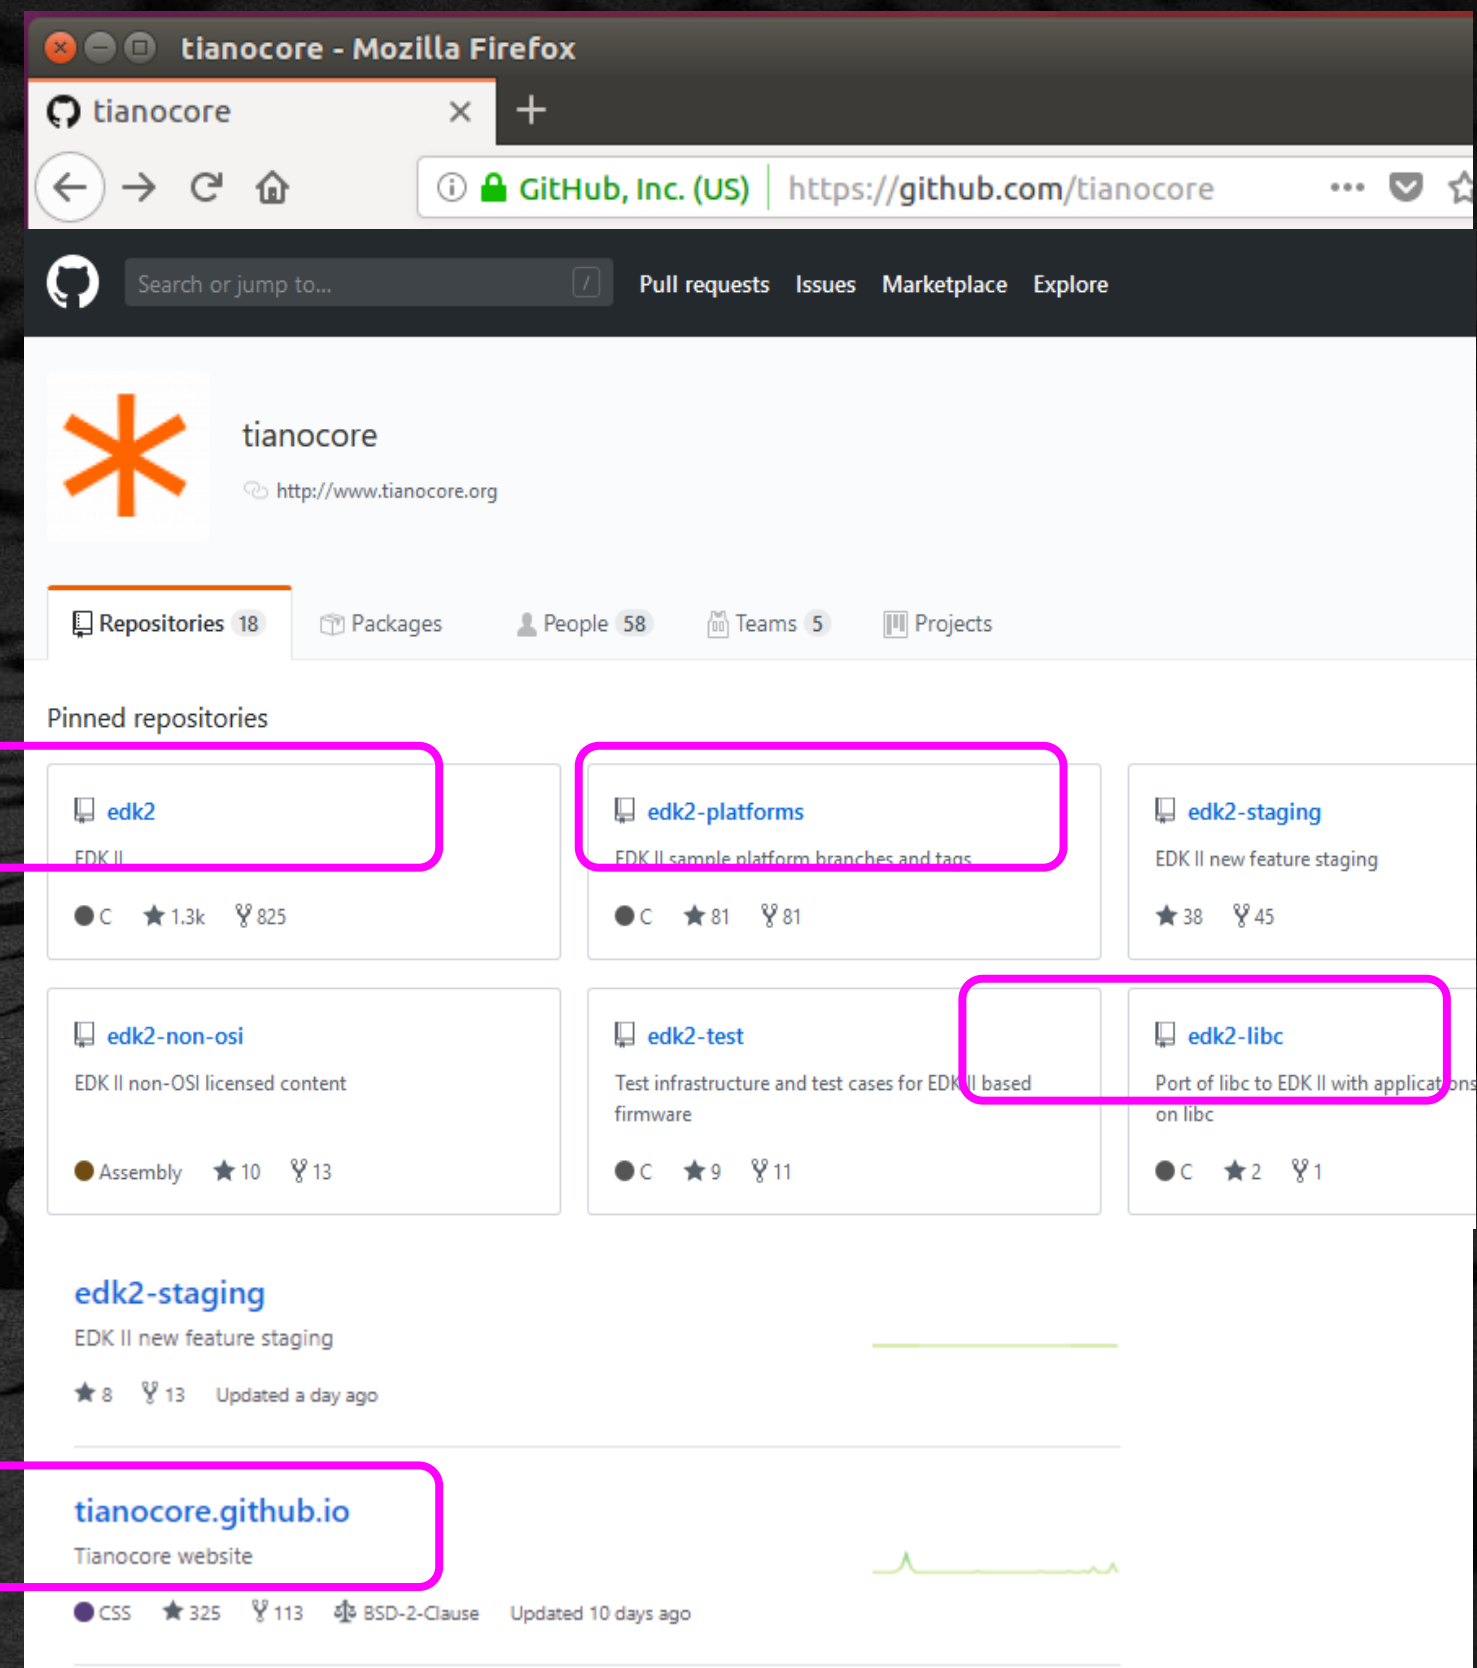 tianocore - Mozilla Firefox
tianocore
GitHub, Inc. (US) https://github.com/tianocore
Search or jump to... / Pull requests Issues Marketplace Explore
tianocore
http://www.tianocore.org
Repositories 18 Packages People 58 Teams 5 Projects
Pinned repositories
edk2
EDK II
C 1.3k 825
edk2-platforms
EDK II sample platform branches and tags
C 81 81
edk2-staging
EDK II new feature staging
38 45
edk2-non-osi
EDK II non-OSI licensed content
Assembly 10 13
edk2-test
Test infrastructure and test cases for EDK II based
firmware
C 9 11
edk2-libc
Port of libc to EDK II with applications
on libc
C 2 1
edk2-staging
EDK II new feature staging
8 13 Updated a day ago
tianocore.github.io
Tianocore website
CSS 325 113 BSD-2-Clause Updated 10 days ago